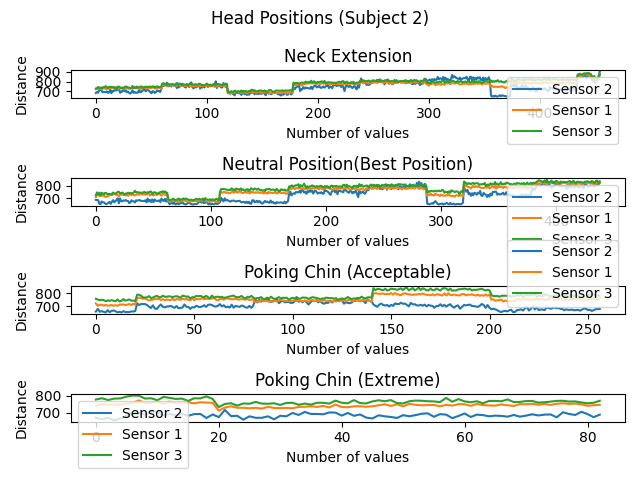 Head Positions (Subject 2)
Neck Extension
Distance
900
800
700
0 100 200 300 400
Sensor 2
Sensor 1
Sensor 3
Number of values
Neutral Position(Best Position)
Distance
800
700
0 100 200 300 400
Sensor 2
Sensor 1
Sensor 3
Number of values
Poking Chin (Acceptable)
Distance
800
700
0 50 100 150 200 250
Sensor 2
Sensor 1
Sensor 3
Number of values
Poking Chin (Extreme)
Distance
800
700
0 20 40 60 80
Sensor 2
Sensor 1
Sensor 3
Number of values